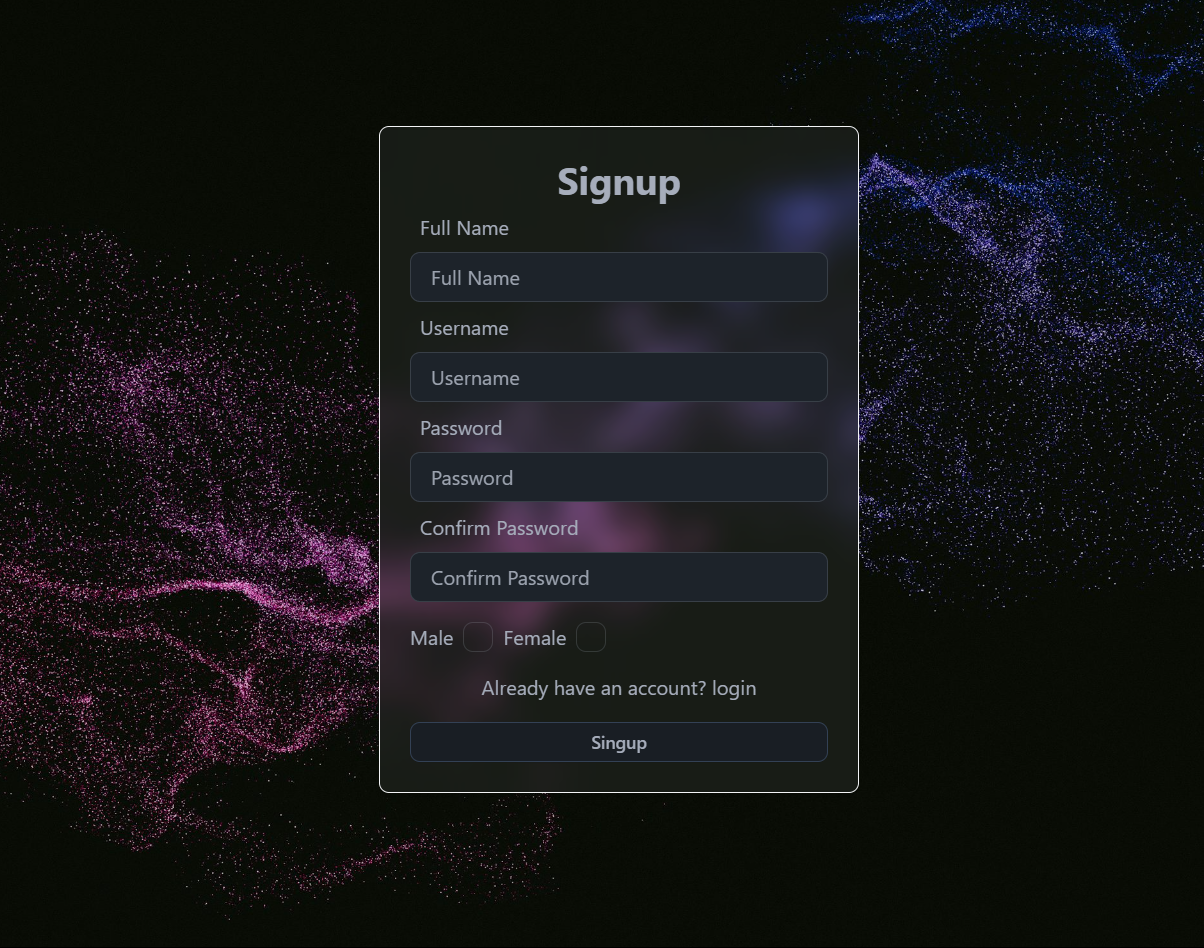 Signup
Full Name
Full Name
Username
Username
Password
Password
Confirm Password
Confirm Password
Male Female
Already have an account? login
Singup